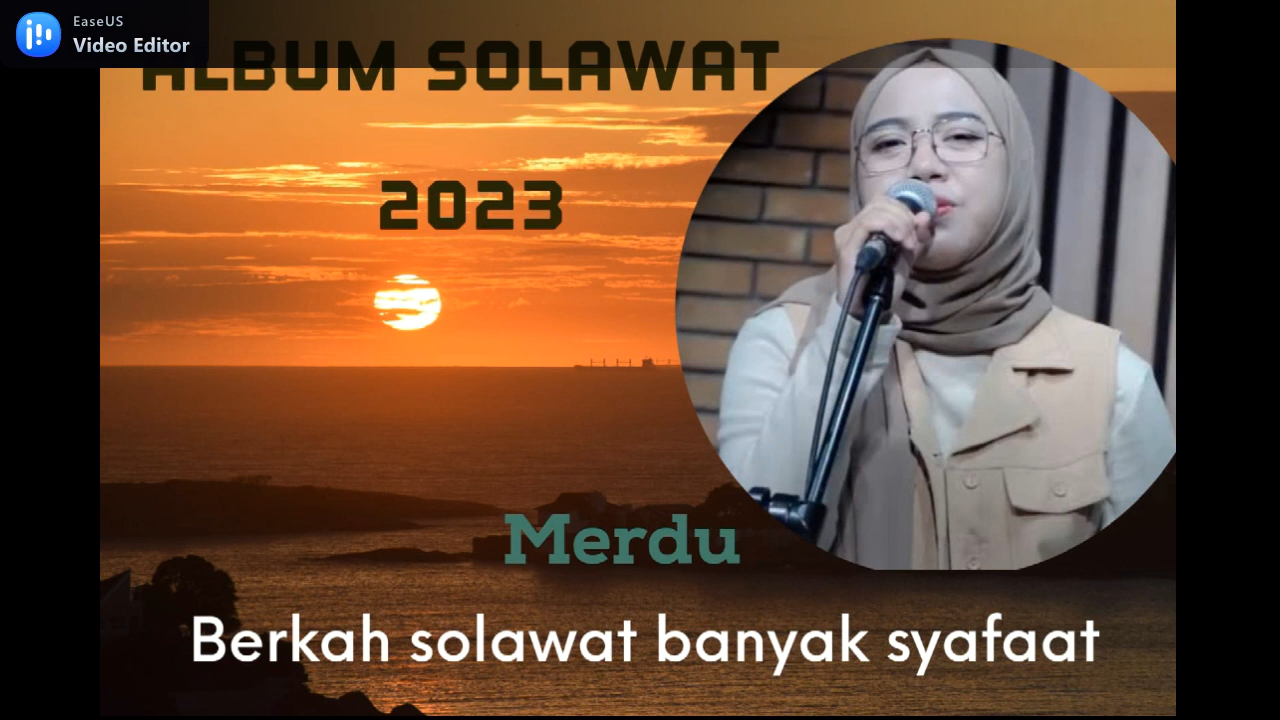 EaseUS
Video Editor
ALBUM SOLAWAT
2023
Merdu
Berkah solawat banyak syafaat